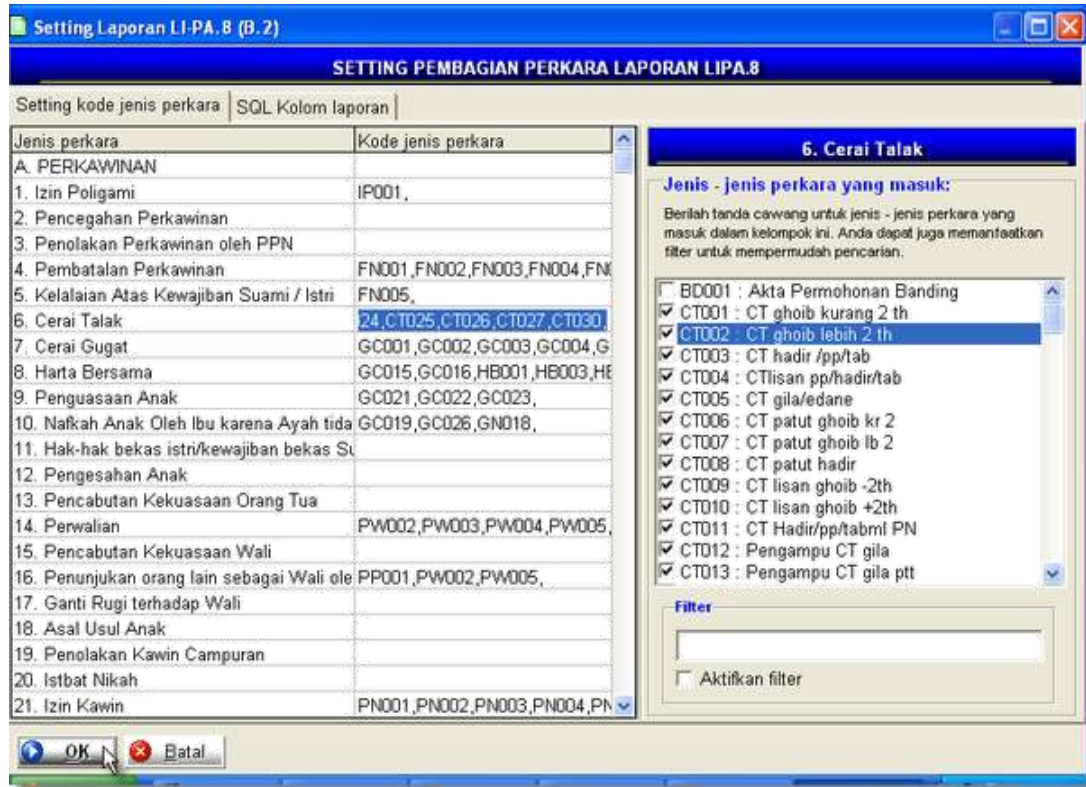 Setting Laporan LI-PA.8 (B.2)
SETTING PEMBAGIAN PERKARA LAPORAN LIPA.8
Setting kode jenis perkara SQL Kolom laporan
Jenis perkara Kode jenis perkara
A. PERKAWINAN
1. Izin Poligami IP001,
2. Pencegahan Perkawinan
3. Penolakan Perkawinan oleh PPN
4. Pembatalan Perkawinan FN001,FN002,FN003,FN004,FN
5. Kelalaian Atas Kewajiban Suami / Istri FN005,
6. Cerai Talak 24,CT025,CT026,CT027,CT030,
7. Cerai Gugat GC001,GC002,GC003,GC004,G
8. Harta Bersama GC015,GC016,HB001,HB003,HE
9. Penguasaan Anak GC021,GC022,GC023,
10. Nafkah Anak Oleh Ibu karena Ayah tida GC019,GC026,GN018,
11. Hak-hak bekas istri/kewajiban bekas Su
12. Pengesahan Anak
13. Pencabutan Kekuasaan Orang Tua
14. Perwalian PW002,PW003,PW004,PW005,
15. Pencabutan Kekuasaan Wali
16. Penunjukan orang lain sebagai Wali ole PP001,PW002,PW005,
17. Ganti Rugi terhadap Wali
18. Asal Usul Anak
19. Penolakan Kawin Campuran
20. Istbat Nikah
21. Izin Kawin PN001,PN002,PN003,PN004,PN
6. Cerai Talak
Jenis - jenis perkara yang masuk:
Berilah tanda cawang untuk jenis - jenis perkara yang
masuk dalam kelompok ini. Anda dapat juga memanfaatkan
filter untuk mempermudah pencarian.
BD001 : Akta Permohonan Banding
CT001 : CT ghoib kurang 2 th
CT002 : CT ghoib lebih 2 th
CT003 : CT hadir /pp/tab
CT004 : CTlisan pp/hadir/tab
CT005 : CT gila/edane
CT006 : CT patut ghoib kr 2
CT007 : CT patut ghoib lb 2
CT008 : CT patut hadir
CT009 : CT lisan ghoib -2th
CT010 : CT lisan ghoib +2th
CT011 : CT Hadir/pp/tabml PN
CT012 : Pengampu CT gila
CT013 : Pengampu CT gila ptt
Filter
Aktifkan filter
OK Batal